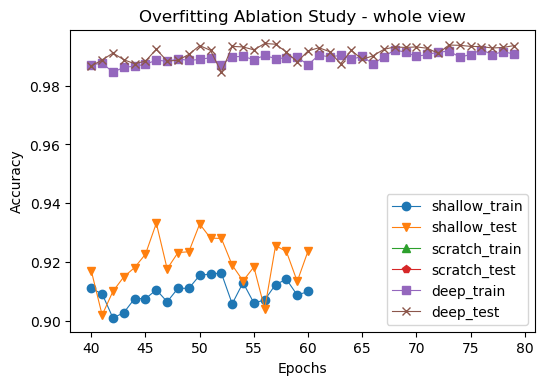 Overfitting Ablation Study - whole view
Accuracy
0.98
0.96
0.94
0.92
0.90
shallow_train
shallow_test
scratch_train
scratch_test
deep_train
deep_test
40 45 50 55 60 65 70 75 80
Epochs